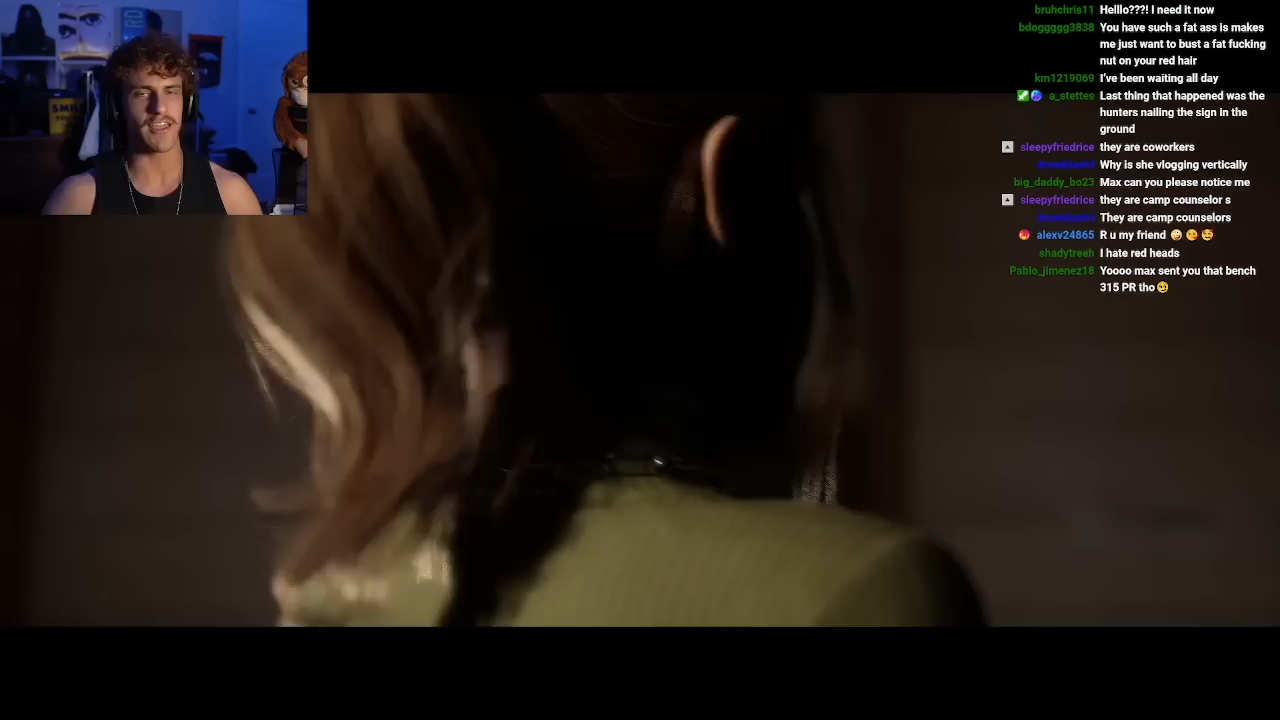 SMILE
bruhchris11 Helllo???! I need it now
bdoggggg3838 You have such a fat ass is makes
me just want to bust a fat fucking
nut on your red hair
km1219069 I've been waiting all day
a_stettes Last thing that happened was the
hunters nailing the sign in the
ground
sleepyfriedrice they are coworkers
Why is she vlogging vertically
big_daddy_bo23 Max can you please notice me
sleepyfriedrice they are camp counselor s
They are camp counselors
alexv24865 R u my friend 🤪 😘 🥰
shadytreeh I hate red heads
Pablo_jimenez18 Yoooo max sent you that bench
315 PR tho🥴